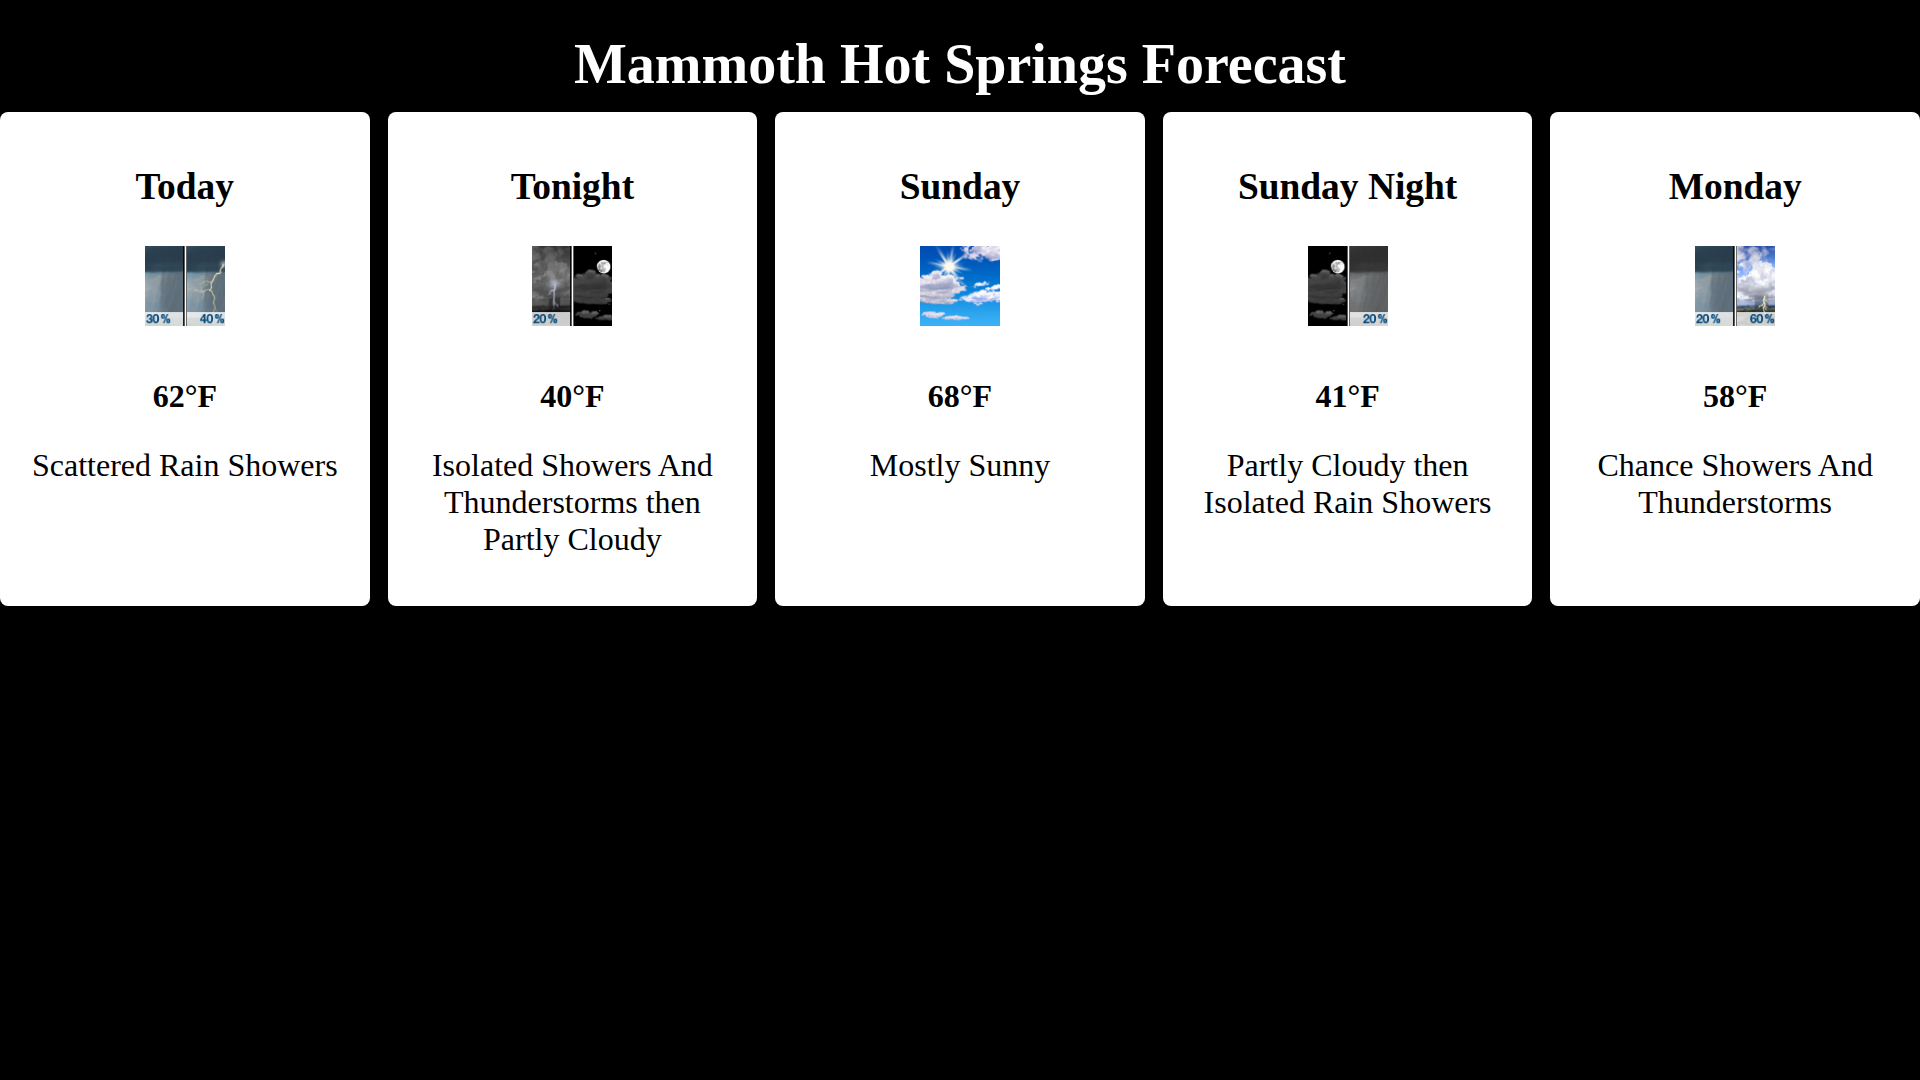 Mammoth Hot Springs Forecast
Today
30% 40%
62°F
Scattered Rain Showers
Tonight
20%
40°F
Isolated Showers And
Thunderstorms then
Partly Cloudy
Sunday
68°F
Mostly Sunny
Sunday Night
20%
41°F
Partly Cloudy then
Isolated Rain Showers
Monday
20% 60%
58°F
Chance Showers And
Thunderstorms